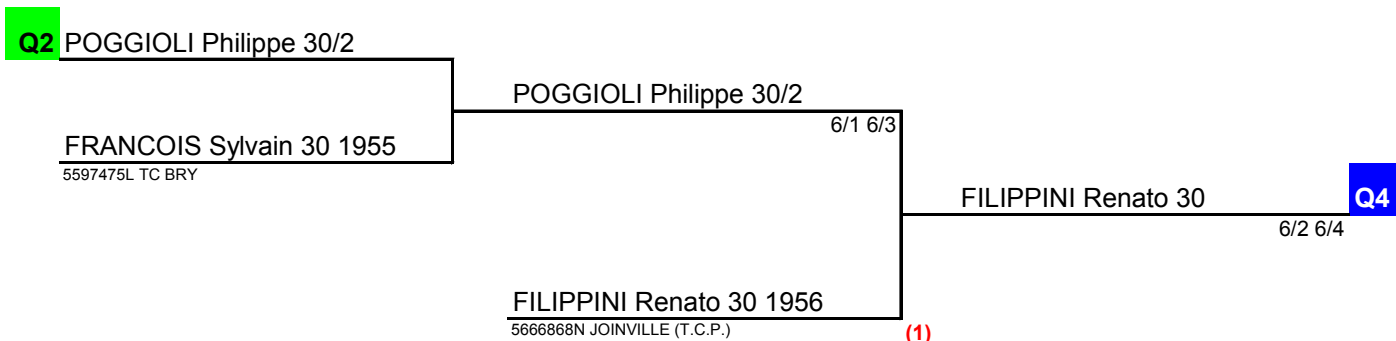 Q2 POGGIOLI Philippe 30/2
POGGIOLI Philippe 30/2
6/1 6/3
FRANCOIS Sylvain 30 1955
5597475L TC BRY
FILIPPINI Renato 30 Q4
6/2 6/4
FILIPPINI Renato 30 1956
5666868N JOINVILLE (T.C.P.)
(1)